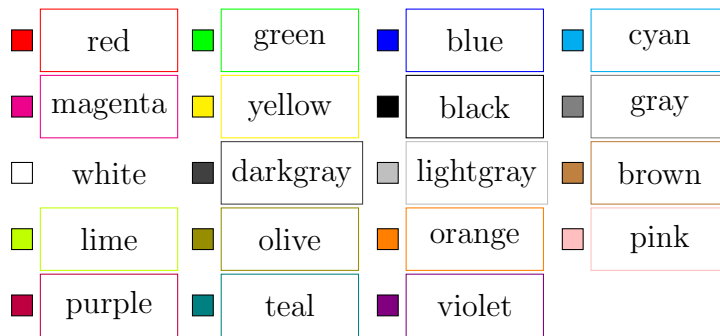 red green blue cyan
magenta yellow black gray
white darkgray lightgray brown
lime olive orange pink
purple teal violet